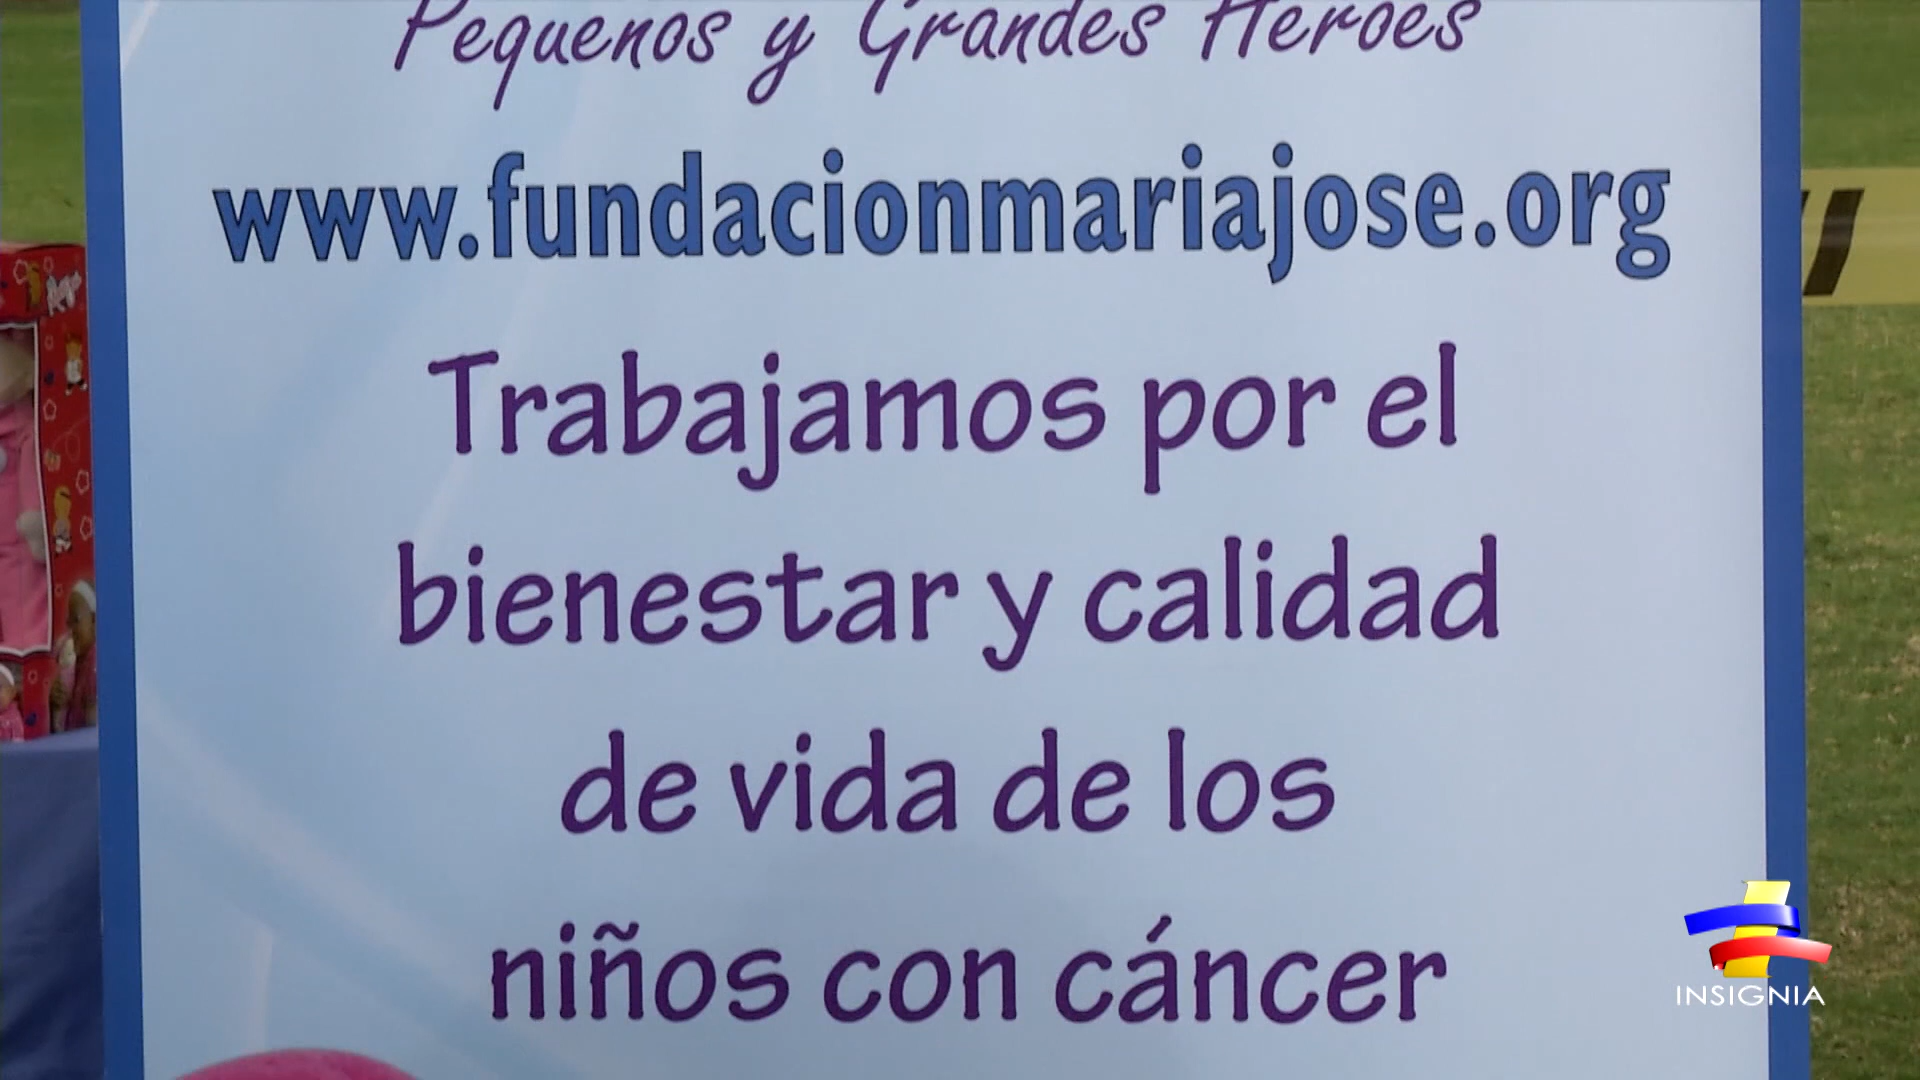 Pequenos y Grandes Heroes
www.fundacionmariajose.org
Trabajamos por el
bienestar y calidad
de vida de los
niños con cáncer
INSIGNIA